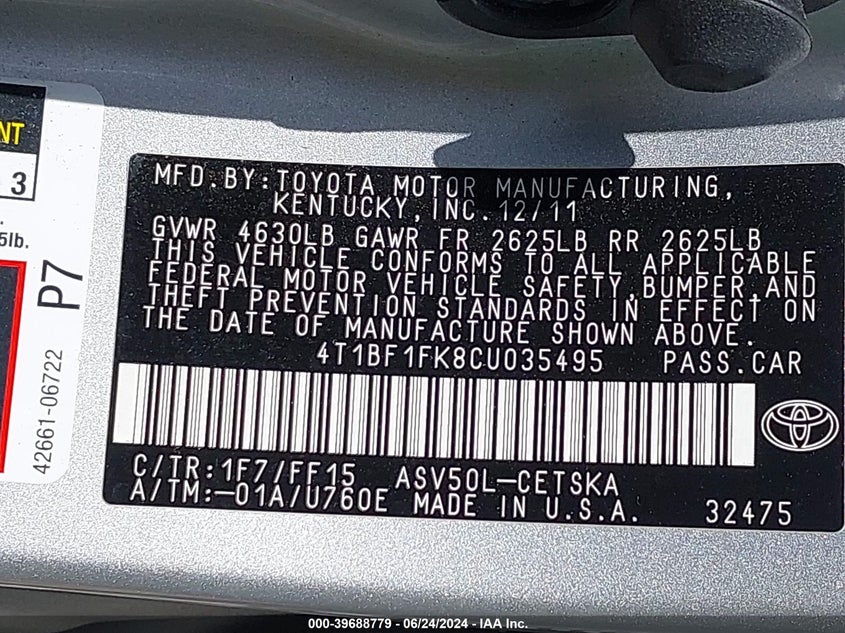 NT
3
5lb.
P7
42661-06722
MFD.BY:TOYOTA MOTOR MANUFACTURING,
KENTUCKY,INC. 12/11
GVWR 4630LB GAWR FR 2625LB RR 2625LB
THIS VEHICLE CONFORMS TO ALL APPLICABLE
FEDERAL MOTOR VEHICLE SAFETY,BUMPER,AND
THEFT PREVENTION STANDARDS IN EFFECT ON
THE DATE OF MANUFACTURE SHOWN ABOVE.
4T1BF1FK8CU035495 PASS.CAR
C/TR:1F7/FF15 ASV50L-CETSKA
A/TM:-01A/U760E MADE IN U.S.A. 32475
000-39688779 - 06/24/2024 - IAA Inc.